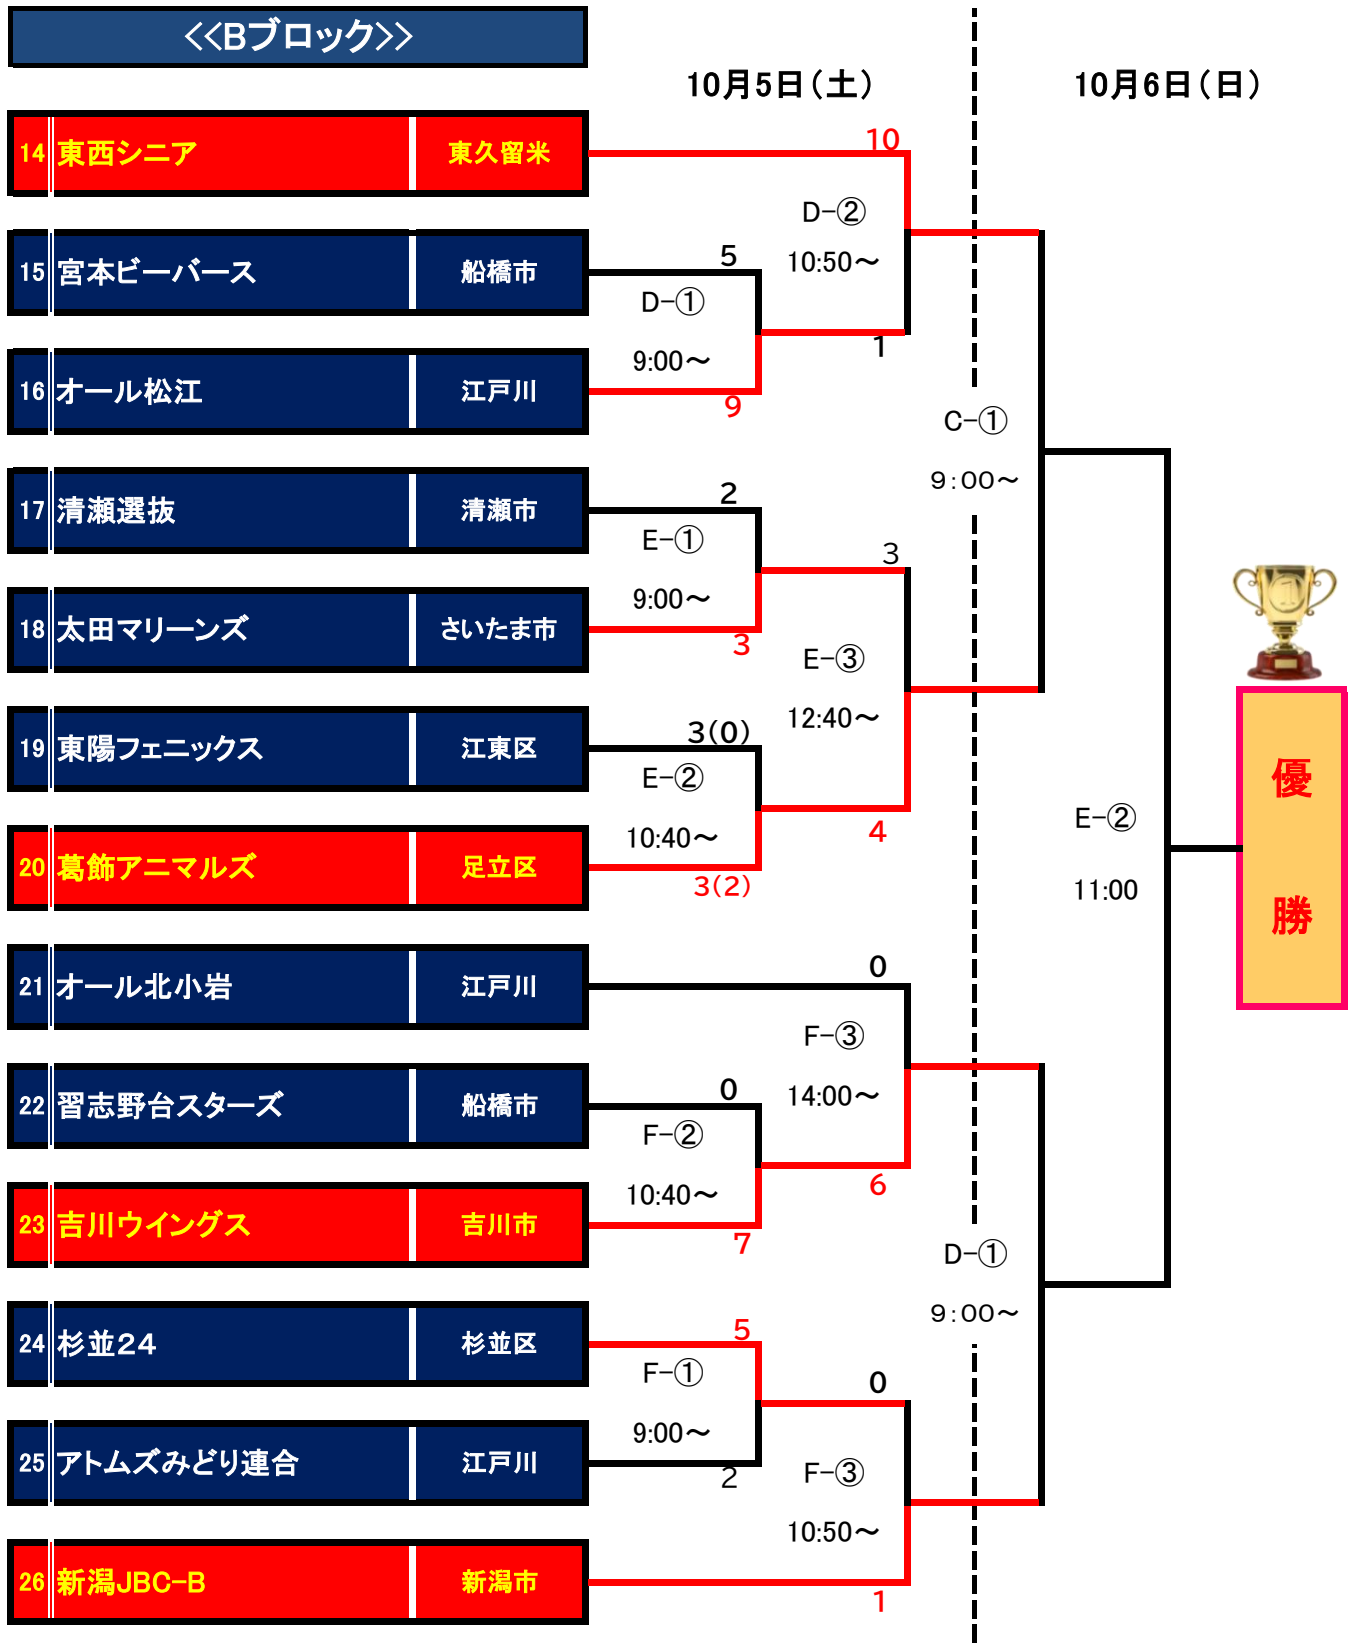 <<Bブロック>>
10月5日(土)
10月6日(日)
14 東西シニア 東久留米
10
D-②
10:50～
15 宮本ビーバース 船橋市
5
D-①
9:00～
1
16 オール松江 江戸川
9
C-①
9:00～
17 清瀬選抜 清瀬市
2
E-①
9:00～
3
18 太田マリーンズ さいたま市
3
E-③
12:40～
19 東陽フェニックス 江東区
3(0)
E-②
10:40～
4
20 葛飾アニマルズ 足立区
3(2)
E-②
11:00
優
勝
21 オール北小岩 江戸川
0
F-③
14:00～
22 習志野台スターズ 船橋市
0
F-②
10:40～
6
23 吉川ウイングス 吉川市
7
D-①
9:00～
24 杉並24 杉並区
5
F-①
9:00～
0
25 アトムズみどり連合 江戸川
2
F-③
10:50～
26 新潟JBC-B 新潟市
1